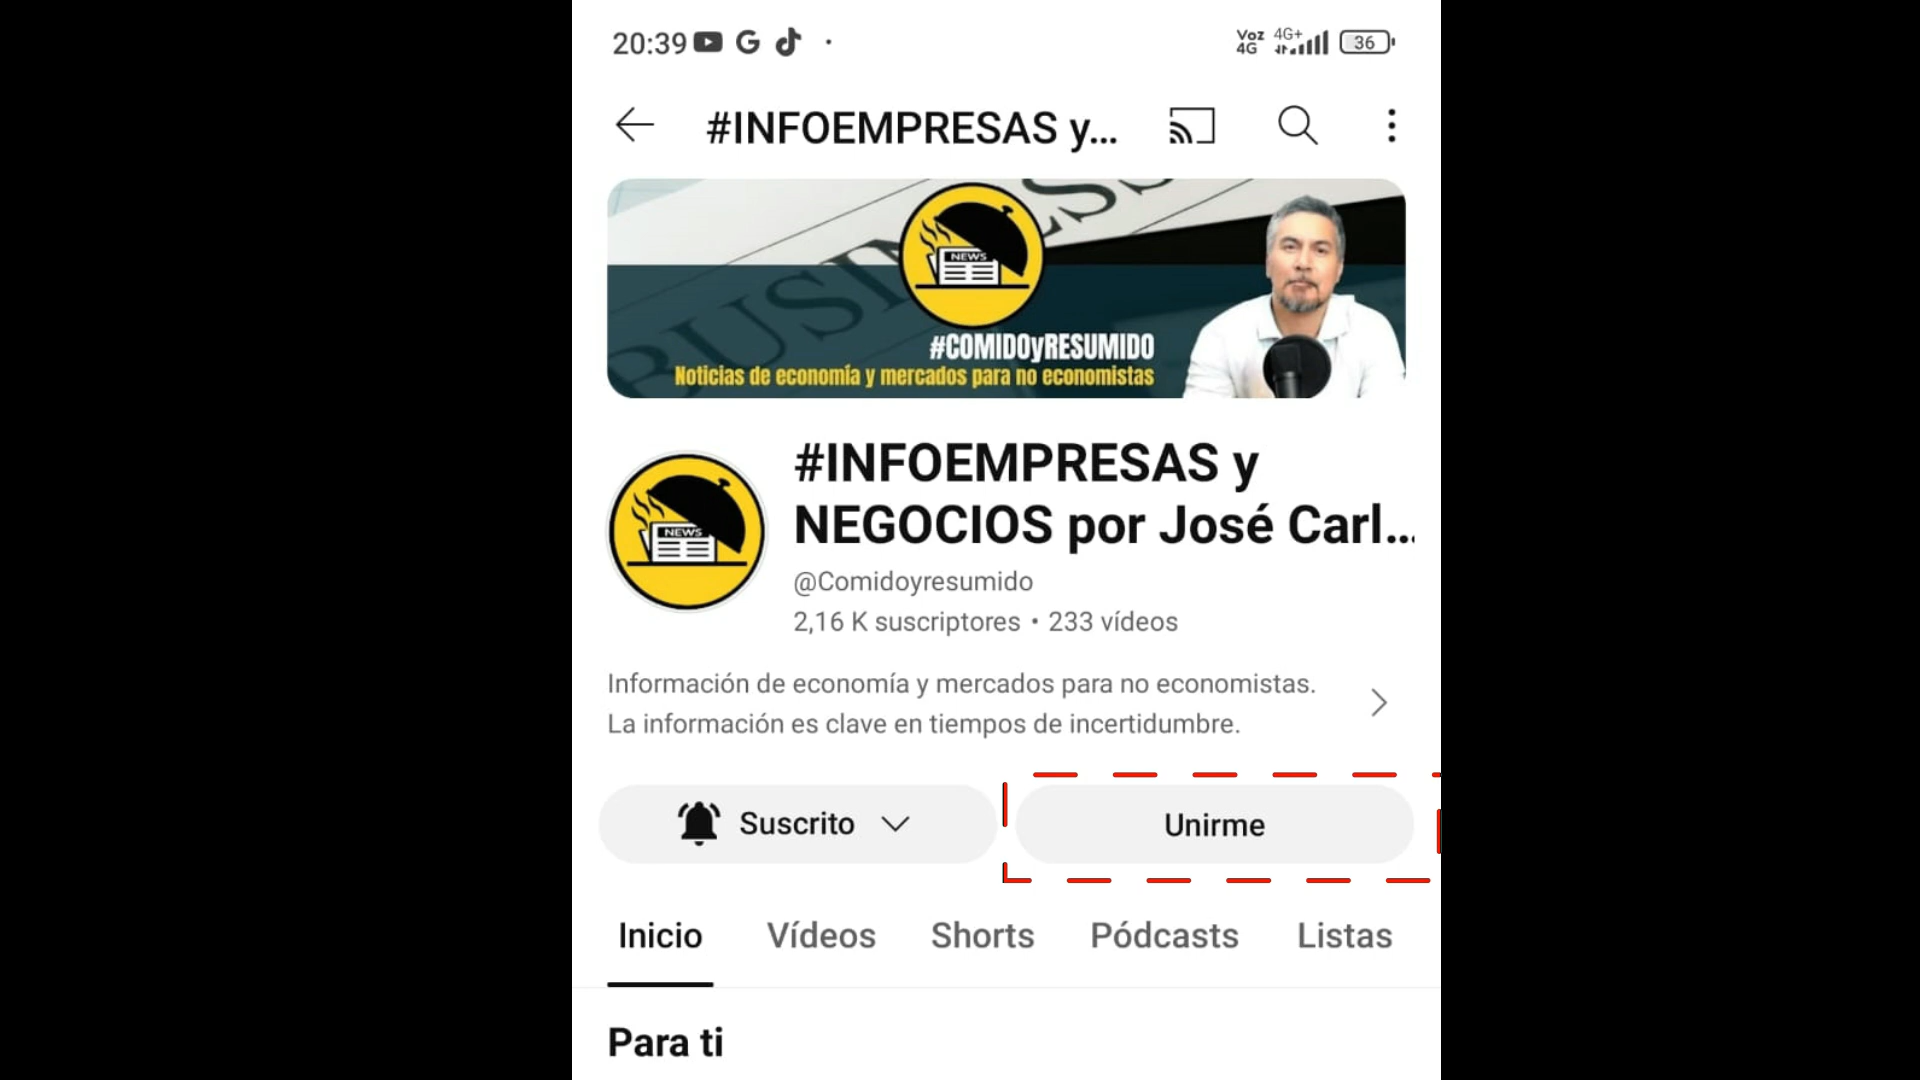 20:39
Voz 4G
4G+
36
#INFOEMPRESAS y...
BUSINESS
NEWS
#COMIDOyRESUMIDO
Noticias de economía y mercados para no economistas
NEWS
#INFOEMPRESAS y
NEGOCIOS por José Carl...
@Comidoyresumido
2,16 K suscriptores • 233 vídeos
Información de economía y mercados para no economistas.
La información es clave en tiempos de incertidumbre.
Suscrito
Unirme
Inicio
Vídeos
Shorts
Pódcasts
Listas
Para ti